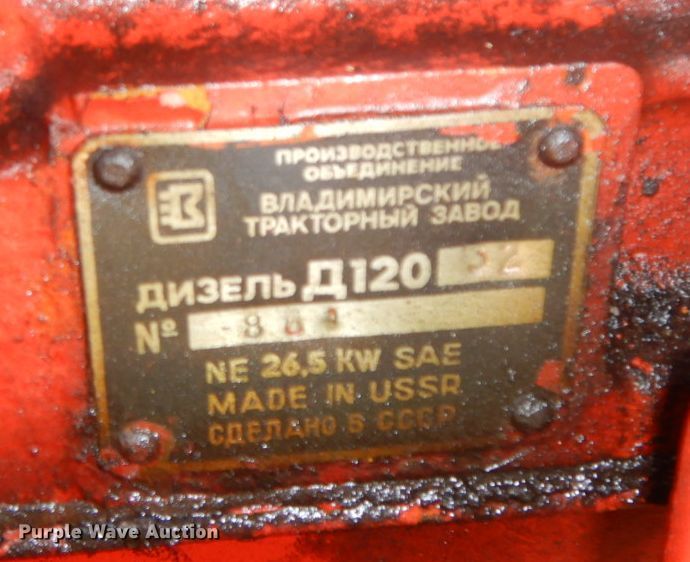 ПРОИЗВОДСТВЕННОЕ
ОБЪЕДИНЕНИЕ
ВЛАДИМИРСКИЙ
ТРАКТОРНЫЙ ЗАВОД
ДИЗЕЛЬ Д120
№
NE 26,5 KW SAE
MADE IN USSR
СДЕЛАНО В СССР
Purple Wave Auction